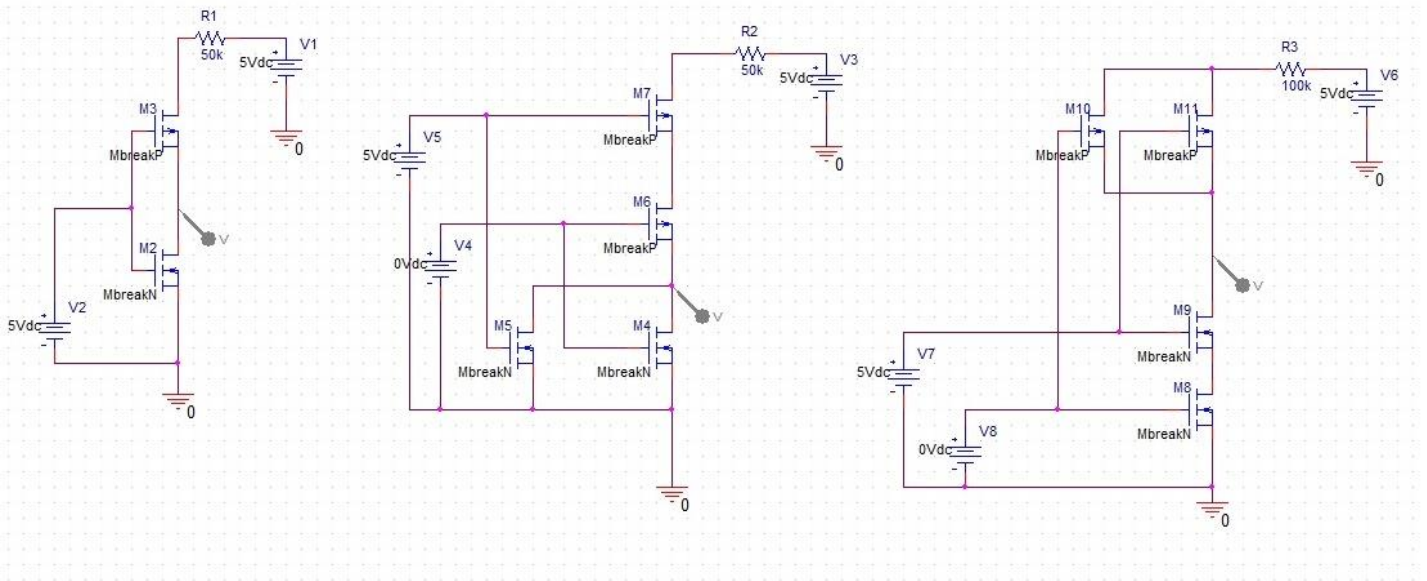 R1
50k
V1
5Vdc
0
M3
MbreakP
V
M2
MbreakN
V2
5Vdc
0
R2
50k
V3
5Vdc
0
M7
MbreakP
V5
5Vdc
M6
MbreakP
V4
0Vdc
V
M5
MbreakN
M4
MbreakN
0
R3
100k
V6
5Vdc
0
M10
MbreakP
M11
MbreakP
V
M9
MbreakN
V7
5Vdc
M8
MbreakN
V8
0Vdc
0